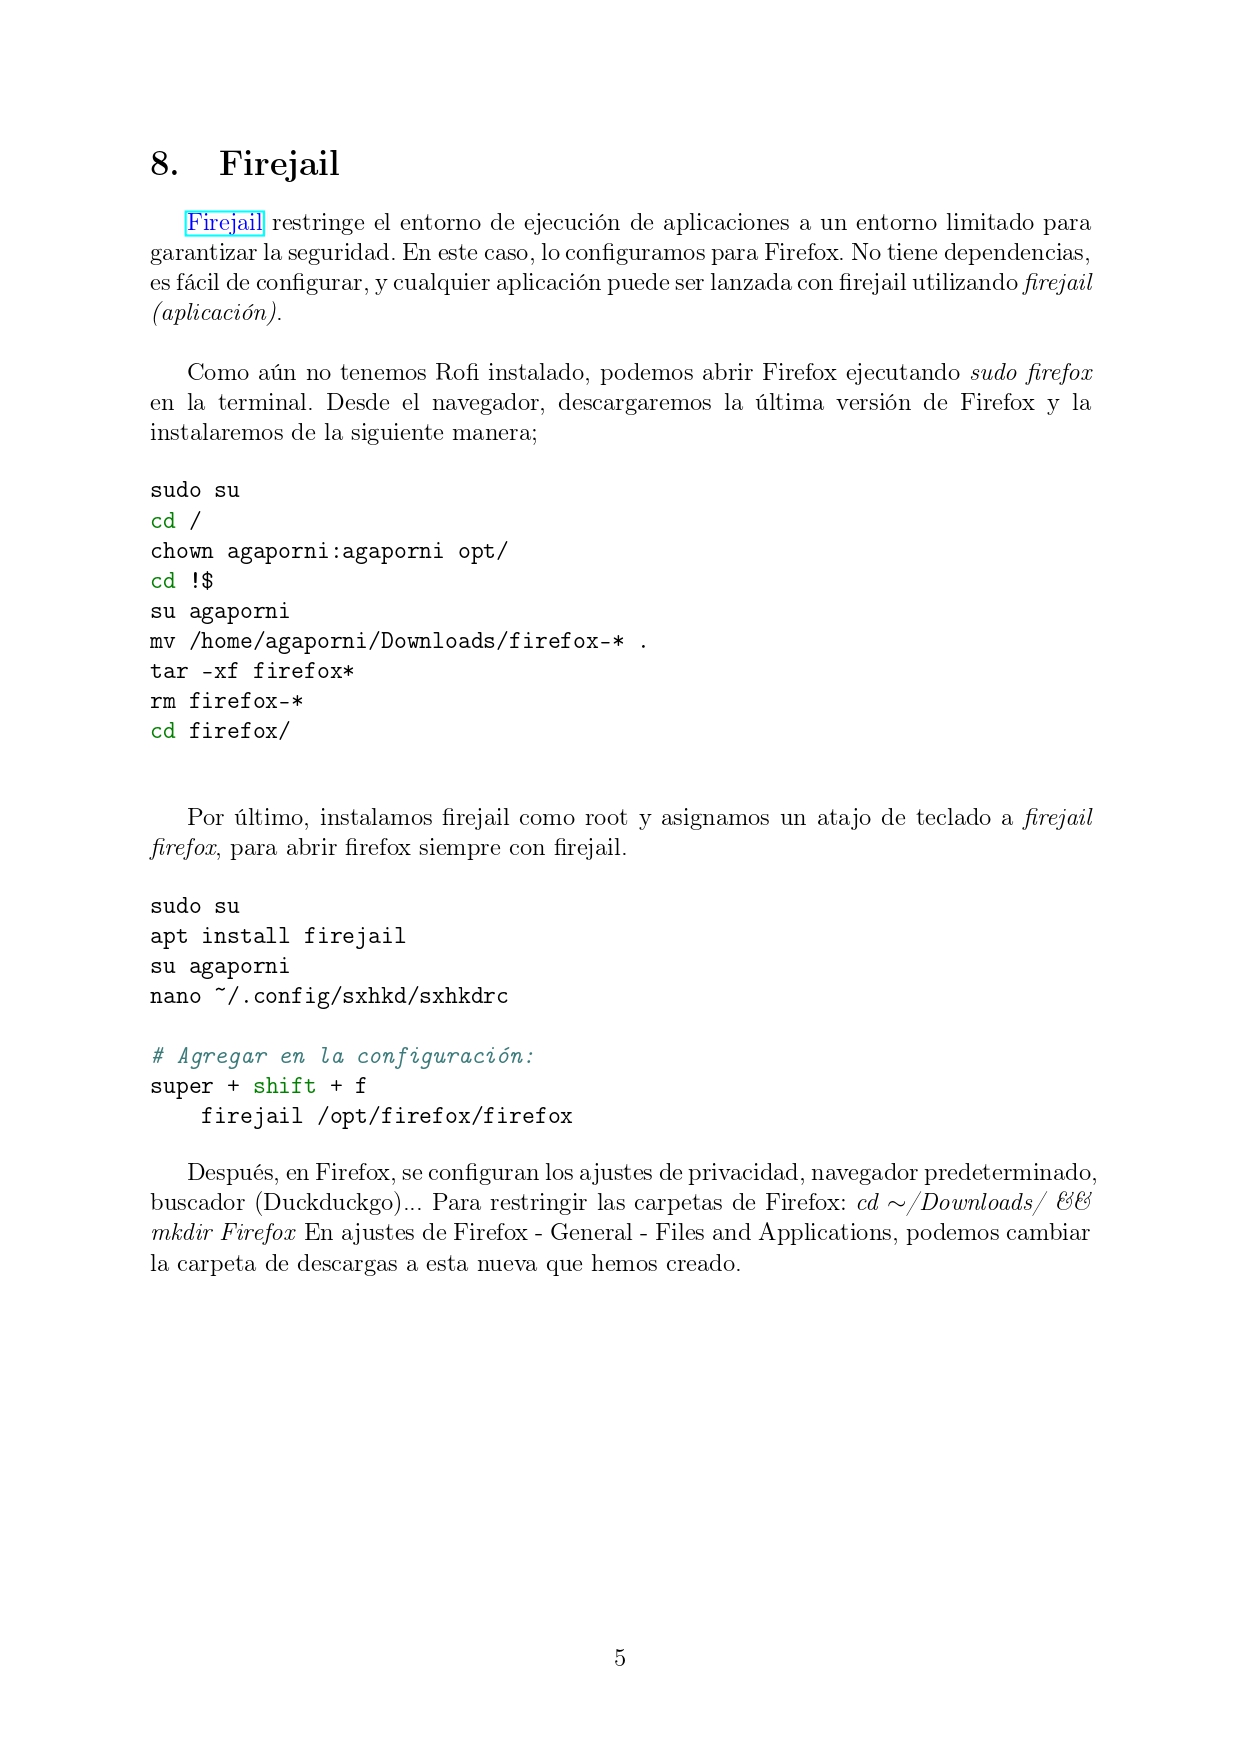 8. Firejail
Firejail restringe el entorno de ejecución de aplicaciones a un entorno limitado para
garantizar la seguridad. En este caso, lo configuramos para Firefox. No tiene dependencias,
es fácil de configurar, y cualquier aplicación puede ser lanzada con firejail utilizando firejail
(aplicación).
Como aún no tenemos Rofi instalado, podemos abrir Firefox ejecutando sudo firefox
en la terminal. Desde el navegador, descargaremos la última versión de Firefox y la
instalaremos de la siguiente manera;
sudo su
cd /
chown agaporni:agaporni opt/
cd !$
su agaporni
mv /home/agaporni/Downloads/firefox-* .
tar -xf firefox*
rm firefox-*
cd firefox/
Por último, instalamos firejail como root y asignamos un atajo de teclado a firejail
firefox, para abrir firefox siempre con firejail.
sudo su
apt install firejail
su agaporni
nano ~/.config/sxhkd/sxhkdrc
# Agregar en la configuración:
super + shift + f
    firejail /opt/firefox/firefox
Después, en Firefox, se configuran los ajustes de privacidad, navegador predeterminado,
buscador (Duckduckgo)... Para restringir las carpetas de Firefox: cd ~/Downloads/ &&
mkdir Firefox En ajustes de Firefox - General - Files and Applications, podemos cambiar
la carpeta de descargas a esta nueva que hemos creado.
5